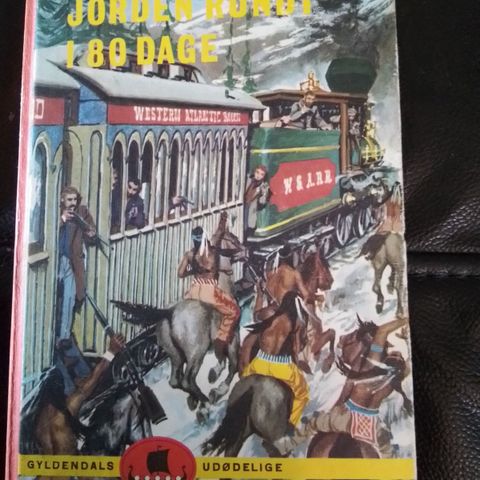 JORDEN RUNDT
I 80 DAGE
WESTERN ATLANTIC
W. & A.R.R.
GYLDENDALS UDØDELIGE